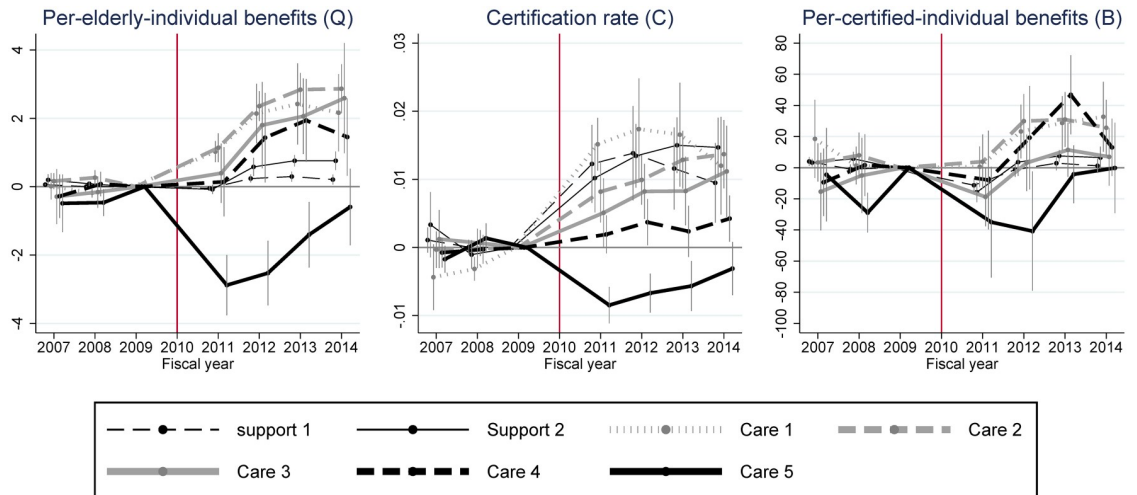 Per-elderly-individual benefits (Q)
4
2
0
-2
-4
2007 2008 2009 2010 2011 2012 2013 2014
Fiscal year
Certification rate (C)
.03
.02
.01
0
-.01
2007 2008 2009 2010 2011 2012 2013 2014
Fiscal year
Per-certified-individual benefits (B)
80
60
40
20
0
-20
-40
-60
-80
-100
2007 2008 2009 2010 2011 2012 2013 2014
Fiscal year
support 1 Support 2 Care 1 Care 2
Care 3 Care 4 Care 5